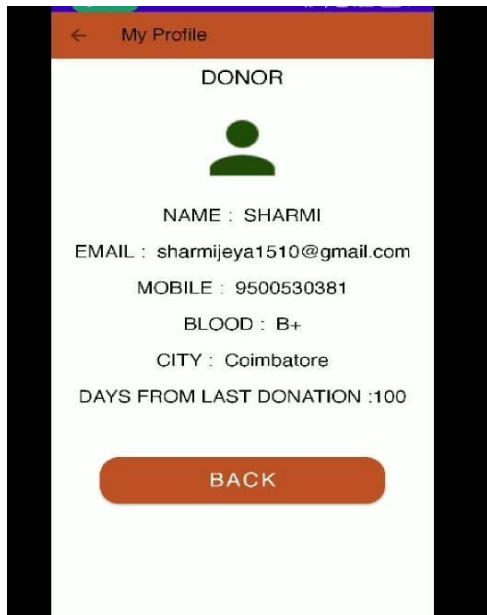 My Profile
DONOR
NAME : SHARMI
EMAIL : sharmijeya1510@gmail.com
MOBILE : 9500530381
BLOOD : B+
CITY : Coimbatore
DAYS FROM LAST DONATION :100
BACK